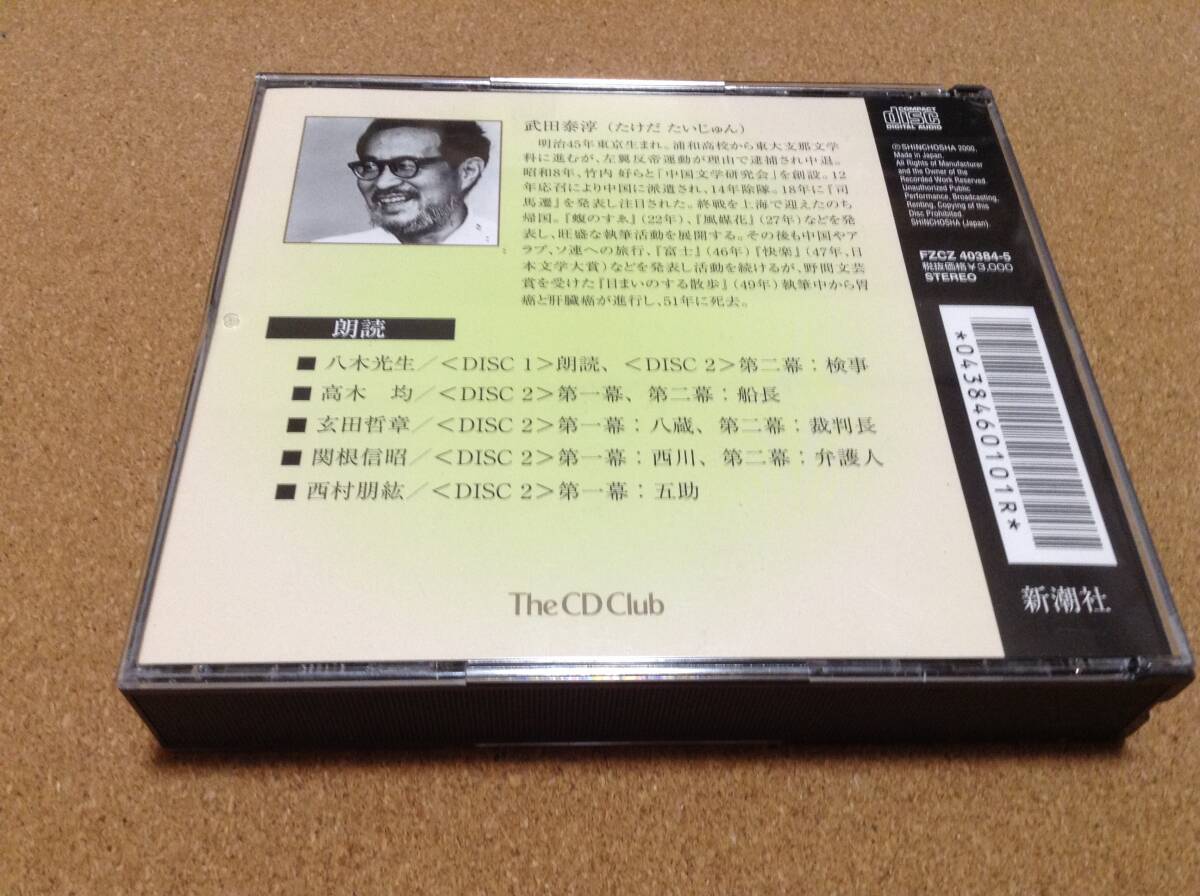 武田泰淳（たけだ たいじゅん）
明治45年東京生まれ。浦和高校から東大支那文学
科に進むが、左翼反帝運動が理由で逮捕され中退。
昭和8年、竹内 好らと「中国文学研究会」を創設。12
年応召により中国に派遣され、14年除隊。18年に『司
馬遷』を発表し注目された。終戦を上海で迎えたのち
帰国。『蝮のすゑ』（22年）、『風媒花』（27年）などを発
表し、旺盛な執筆活動を展開する。その後も中国やア
ラブ、ソ連への旅行、『富士』（46年）『快楽』（47年、日
本文学大賞）などを発表し活動を続けるが、野間文芸
賞を受けた『目まいのする散歩』（49年）執筆中から胃
癌と肝臓癌が進行し、51年に死去。
朗読
■ 八木光生／＜DISC 1＞朗読、＜DISC 2＞第二幕；検事
■ 高木 均／＜DISC 2＞第一幕、第二幕；船長
■ 玄田哲章／＜DISC 2＞第一幕；八蔵、第二幕；裁判長
■ 関根信昭／＜DISC 2＞第一幕；西川、第二幕；弁護人
■ 西村朋紘／＜DISC 2＞第一幕；五助
The CD Club
COMPACT
disc
DIGITAL AUDIO
Ⓟ SHINCHOSHA 2000.
Made in Japan.
All Rights of Manufacturer
and the Owner of the
Recorded Work Reserved.
Unauthorized Public
Performance, Broadcasting,
Renting, Copying of this
Disc Prohibited.
SHINCHOSHA (Japan).
FZCZ 40384-5
税抜価格￥3,000
STEREO
*0438460101R*
新潮社